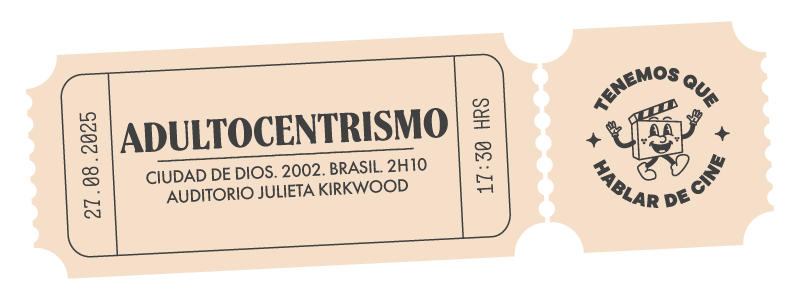 27.08.2025
ADULTOCENTRISMO
CIUDAD DE DIOS. 2002. BRASIL. 2H10
AUDITORIO JULIETA KIRKWOOD
17:30 HRS
TENEMOS QUE
HABLAR DE CINE